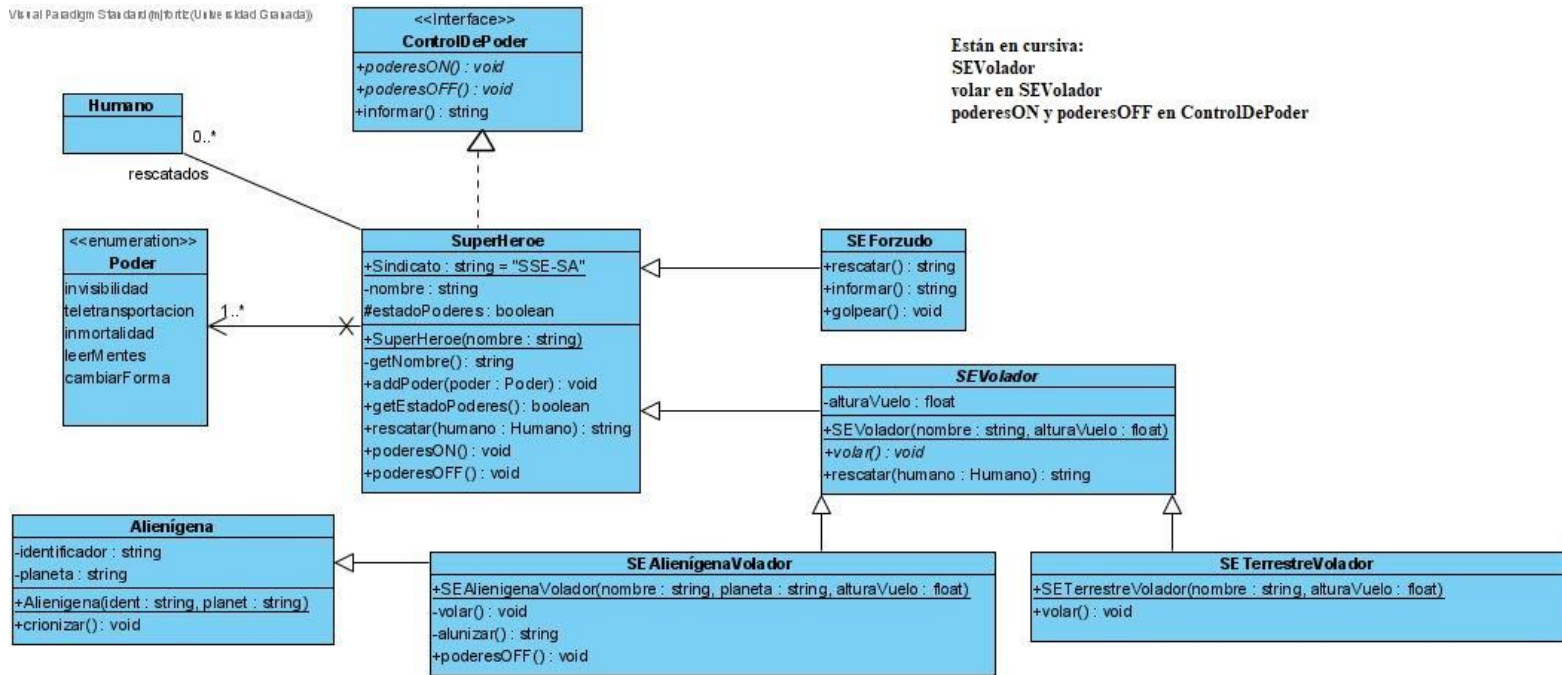 Visual Paradigm Standard(mjfortiz(Universidad Granada))
<<Interface>>
ControlDePoder
+poderesON() : void
+poderesOFF() : void
+informar() : string
Están en cursiva:
SEVolador
volar en SEVolador
poderesON y poderesOFF en ControlDePoder
Humano
0..*
rescatados
<<enumeration>>
Poder
invisibilidad
teletransportacion
inmortalidad
leerMentes
cambiarForma
1..*
SuperHeroe
+Sindicato : string = "SSE-SA"
-nombre : string
#estadoPoderes : boolean
+SuperHeroe(nombre : string)
-getNombre() : string
+addPoder(poder : Poder) : void
+getEstadoPoderes() : boolean
+rescatar(humano : Humano) : string
+poderesON() : void
+poderesOFF() : void
SEForzudo
+rescatar() : string
+informar() : string
+golpear() : void
SEVolador
-alturaVuelo : float
+SEVolador(nombre : string, alturaVuelo : float)
+volar() : void
+rescatar(humano : Humano) : string
Alienígena
-identificador : string
-planeta : string
+Alienigena(ident : string, planet : string)
+crionizar() : void
SEAlienígenaVolador
+SEAlienigenaVolador(nombre : string, planeta : string, alturaVuelo : float)
-volar() : void
-alunizar() : string
+poderesOFF() : void
SETerrestreVolador
+SETerrestreVolador(nombre : string, alturaVuelo : float)
+volar() : void